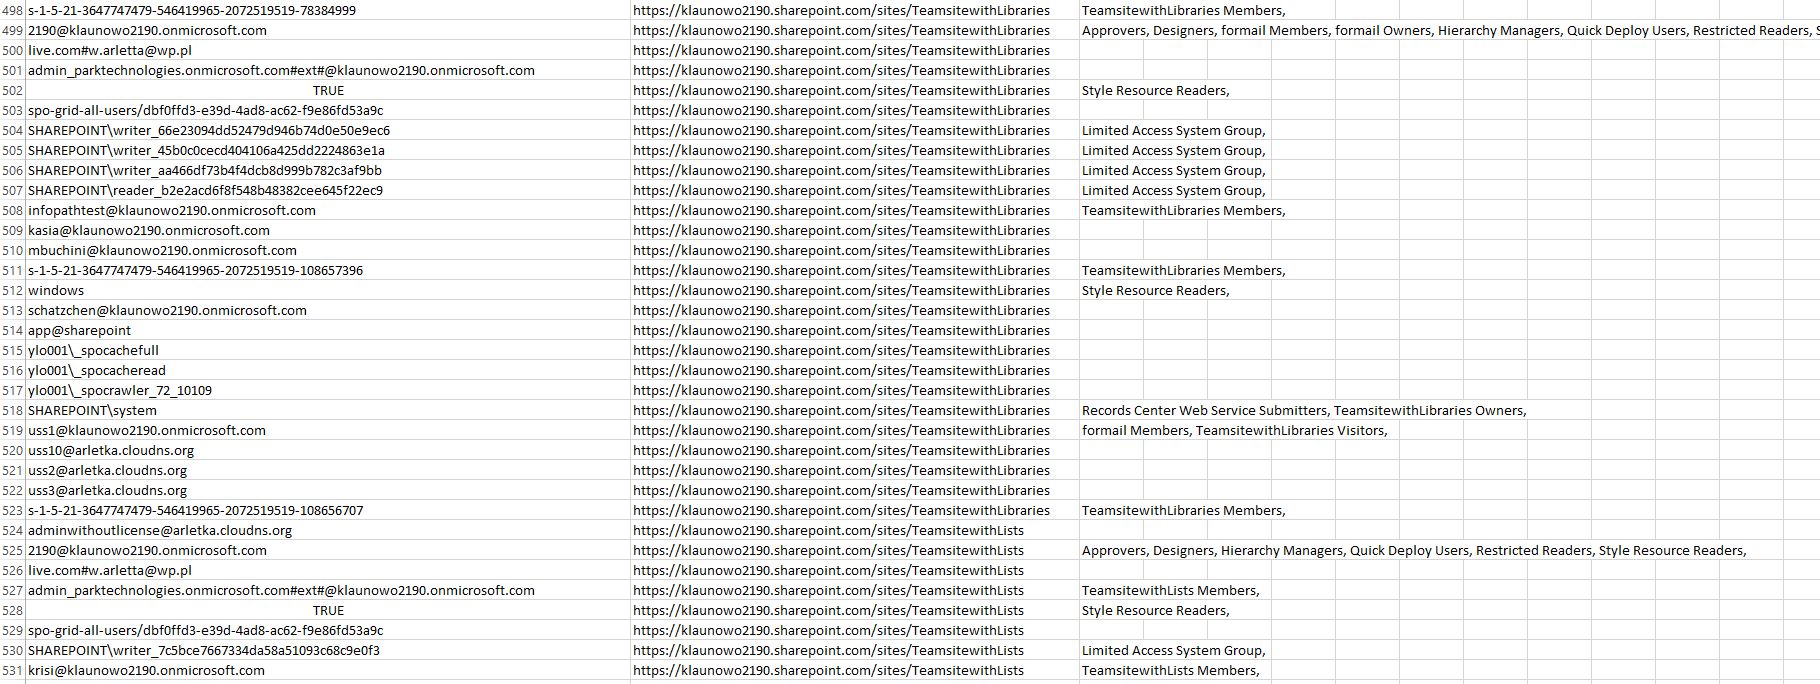 498 s-1-5-21-3647747479-546419965-2072519519-78384999 https://klaunowo2190.sharepoint.com/sites/TeamsitewithLibraries TeamsitewithLibraries Members,
499 2190@klaunowo2190.onmicrosoft.com https://klaunowo2190.sharepoint.com/sites/TeamsitewithLibraries Approvers, Designers, formail Members, formail Owners, Hierarchy Managers, Quick Deploy Users, Restricted Readers, S
500 live.com#w.arletta@wp.pl https://klaunowo2190.sharepoint.com/sites/TeamsitewithLibraries
501 admin_parktechnologies.onmicrosoft.com#ext#@klaunowo2190.onmicrosoft.com https://klaunowo2190.sharepoint.com/sites/TeamsitewithLibraries
502 TRUE https://klaunowo2190.sharepoint.com/sites/TeamsitewithLibraries Style Resource Readers,
503 spo-grid-all-users/dbf0ffd3-e39d-4ad8-ac62-f9e86fd53a9c https://klaunowo2190.sharepoint.com/sites/TeamsitewithLibraries
504 SHAREPOINT\writer_66e23094dd52479d946b74d0e50e9ec6 https://klaunowo2190.sharepoint.com/sites/TeamsitewithLibraries Limited Access System Group,
505 SHAREPOINT\writer_45b0c0cecd404106a425dd2224863e1a https://klaunowo2190.sharepoint.com/sites/TeamsitewithLibraries Limited Access System Group,
506 SHAREPOINT\writer_aa466df73b4f4dcb8d999b782c3af9bb https://klaunowo2190.sharepoint.com/sites/TeamsitewithLibraries Limited Access System Group,
507 SHAREPOINT\reader_b2e2acd6f8f548b48382cee645f22ec9 https://klaunowo2190.sharepoint.com/sites/TeamsitewithLibraries Limited Access System Group,
508 infopathtest@klaunowo2190.onmicrosoft.com https://klaunowo2190.sharepoint.com/sites/TeamsitewithLibraries TeamsitewithLibraries Members,
509 kasia@klaunowo2190.onmicrosoft.com https://klaunowo2190.sharepoint.com/sites/TeamsitewithLibraries
510 mbuchini@klaunowo2190.onmicrosoft.com https://klaunowo2190.sharepoint.com/sites/TeamsitewithLibraries
511 s-1-5-21-3647747479-546419965-2072519519-108657396 https://klaunowo2190.sharepoint.com/sites/TeamsitewithLibraries TeamsitewithLibraries Members,
512 windows https://klaunowo2190.sharepoint.com/sites/TeamsitewithLibraries Style Resource Readers,
513 schatzchen@klaunowo2190.onmicrosoft.com https://klaunowo2190.sharepoint.com/sites/TeamsitewithLibraries
514 app@sharepoint https://klaunowo2190.sharepoint.com/sites/TeamsitewithLibraries
515 ylo001\_spocachefull https://klaunowo2190.sharepoint.com/sites/TeamsitewithLibraries
516 ylo001\_spocacheread https://klaunowo2190.sharepoint.com/sites/TeamsitewithLibraries
517 ylo001\_spocrawler_72_10109 https://klaunowo2190.sharepoint.com/sites/TeamsitewithLibraries
518 SHAREPOINT\system https://klaunowo2190.sharepoint.com/sites/TeamsitewithLibraries Records Center Web Service Submitters, TeamsitewithLibraries Owners,
519 uss1@klaunowo2190.onmicrosoft.com https://klaunowo2190.sharepoint.com/sites/TeamsitewithLibraries formail Members, TeamsitewithLibraries Visitors,
520 uss10@arletka.cloudns.org https://klaunowo2190.sharepoint.com/sites/TeamsitewithLibraries
521 uss2@arletka.cloudns.org https://klaunowo2190.sharepoint.com/sites/TeamsitewithLibraries
522 uss3@arletka.cloudns.org https://klaunowo2190.sharepoint.com/sites/TeamsitewithLibraries
523 s-1-5-21-3647747479-546419965-2072519519-108656707 https://klaunowo2190.sharepoint.com/sites/TeamsitewithLibraries TeamsitewithLibraries Members,
524 adminwithoutlicense@arletka.cloudns.org https://klaunowo2190.sharepoint.com/sites/TeamsitewithLists
525 2190@klaunowo2190.onmicrosoft.com https://klaunowo2190.sharepoint.com/sites/TeamsitewithLists Approvers, Designers, Hierarchy Managers, Quick Deploy Users, Restricted Readers, Style Resource Readers,
526 live.com#w.arletta@wp.pl https://klaunowo2190.sharepoint.com/sites/TeamsitewithLists
527 admin_parktechnologies.onmicrosoft.com#ext#@klaunowo2190.onmicrosoft.com https://klaunowo2190.sharepoint.com/sites/TeamsitewithLists TeamsitewithLists Members,
528 TRUE https://klaunowo2190.sharepoint.com/sites/TeamsitewithLists Style Resource Readers,
529 spo-grid-all-users/dbf0ffd3-e39d-4ad8-ac62-f9e86fd53a9c https://klaunowo2190.sharepoint.com/sites/TeamsitewithLists
530 SHAREPOINT\writer_7c5bce7667334da58a51093c68c9e0f3 https://klaunowo2190.sharepoint.com/sites/TeamsitewithLists Limited Access System Group,
531 krisi@klaunowo2190.onmicrosoft.com https://klaunowo2190.sharepoint.com/sites/TeamsitewithLists TeamsitewithLists Members,